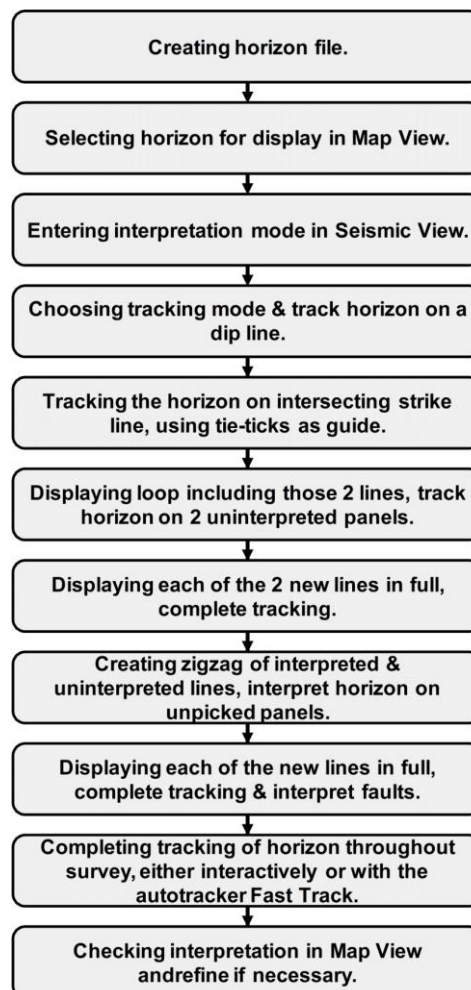 Creating horizon file.
Selecting horizon for display in Map View.
Entering interpretation mode in Seismic View.
Choosing tracking mode & track horizon on a
dip line.
Tracking the horizon on intersecting strike
line, using tie-ticks as guide.
Displaying loop including those 2 lines, track
horizon on 2 uninterpreted panels.
Displaying each of the 2 new lines in full,
complete tracking.
Creating zigzag of interpreted &
uninterpreted lines, interpret horizon on
unpicked panels.
Displaying each of the new lines in full,
complete tracking & interpret faults.
Completing tracking of horizon throughout
survey, either interactively or with the
autotracker Fast Track.
Checking interpretation in Map View
andrefine if necessary.